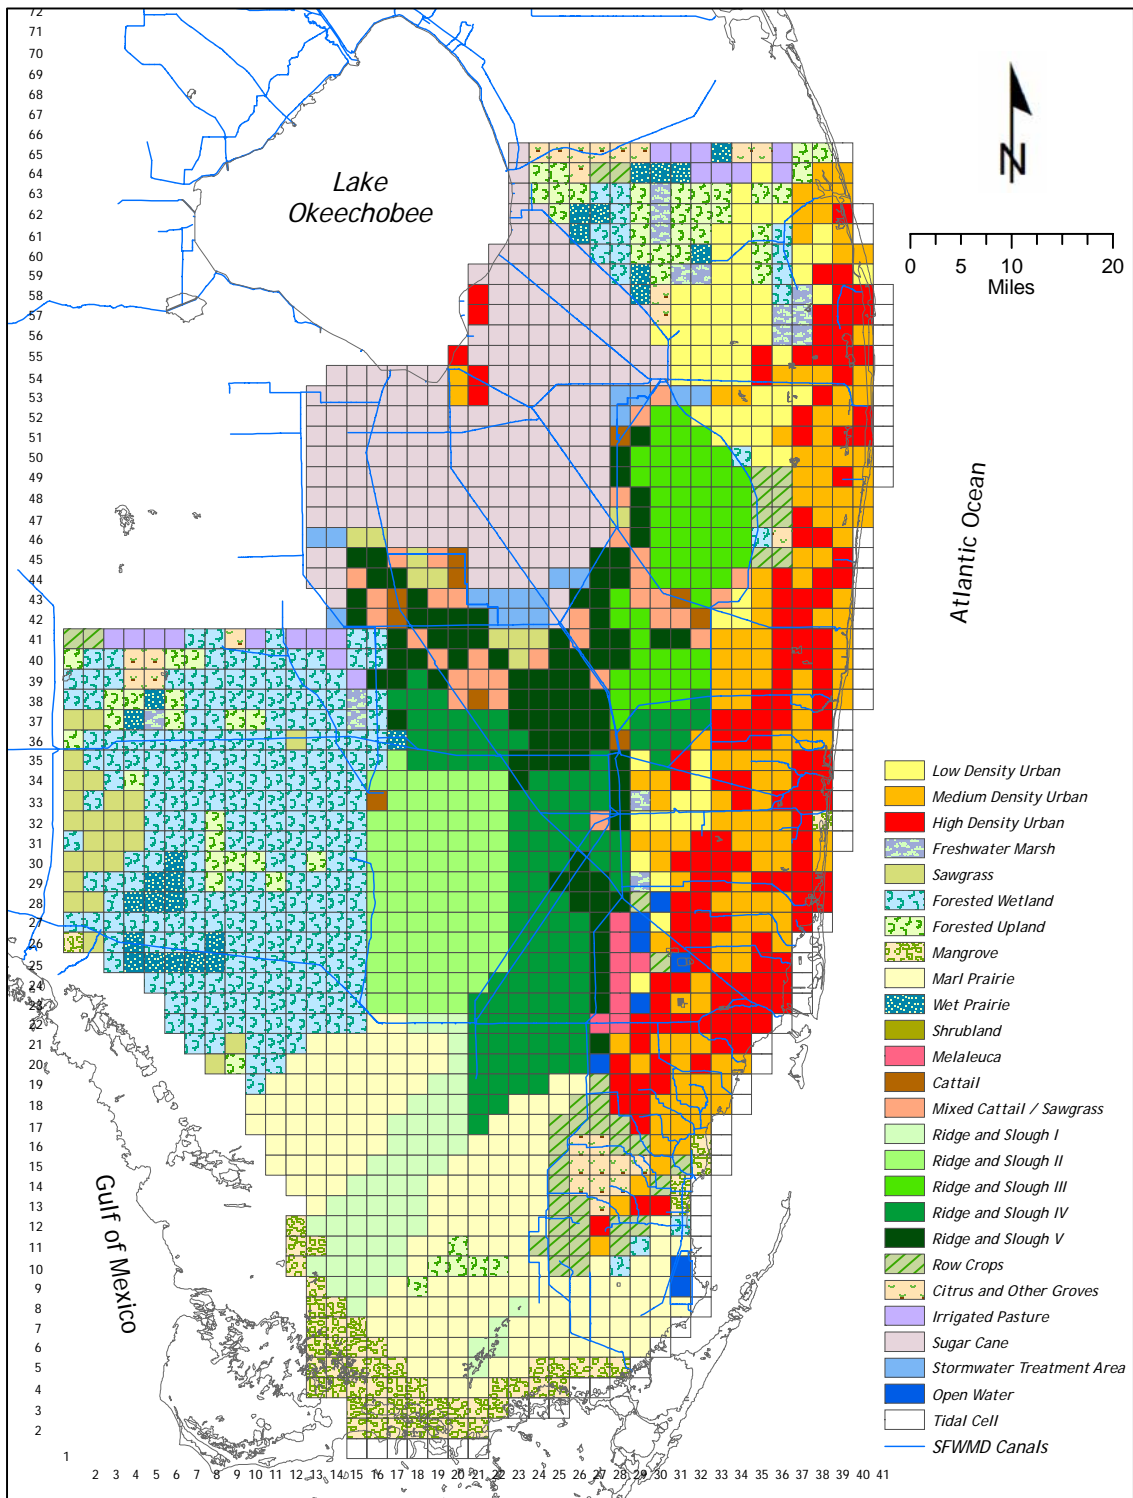 72
71
70
69
68
67
66
65
64
63
62
61
60
59
58
57
56
55
54
53
52
51
50
49
48
47
46
45
44
43
42
41
40
39
38
37
36
35
34
33
32
31
30
29
28
27
26
25
24
23
22
21
20
19
18
17
16
15
14
13
12
11
10
9
8
7
6
5
4
3
2
1
2 3 4 5 6 7 8 9 10 11 12 13 14 15 16 17 18 19 20 21 22 23 24 25 26 27 28 29 30 31 32 33 34 35 36 37 38 39 40 41
Lake
Okeechobee
N
0 5 10 20
Miles
Atlantic Ocean
Gulf of Mexico
Low Density Urban
Medium Density Urban
High Density Urban
Freshwater Marsh
Sawgrass
Forested Wetland
Forested Upland
Mangrove
Marl Prairie
Wet Prairie
Shrubland
Melaleuca
Cattail
Mixed Cattail / Sawgrass
Ridge and Slough I
Ridge and Slough II
Ridge and Slough III
Ridge and Slough IV
Ridge and Slough V
Row Crops
Citrus and Other Groves
Irrigated Pasture
Sugar Cane
Stormwater Treatment Area
Open Water
Tidal Cell
SFWMD Canals